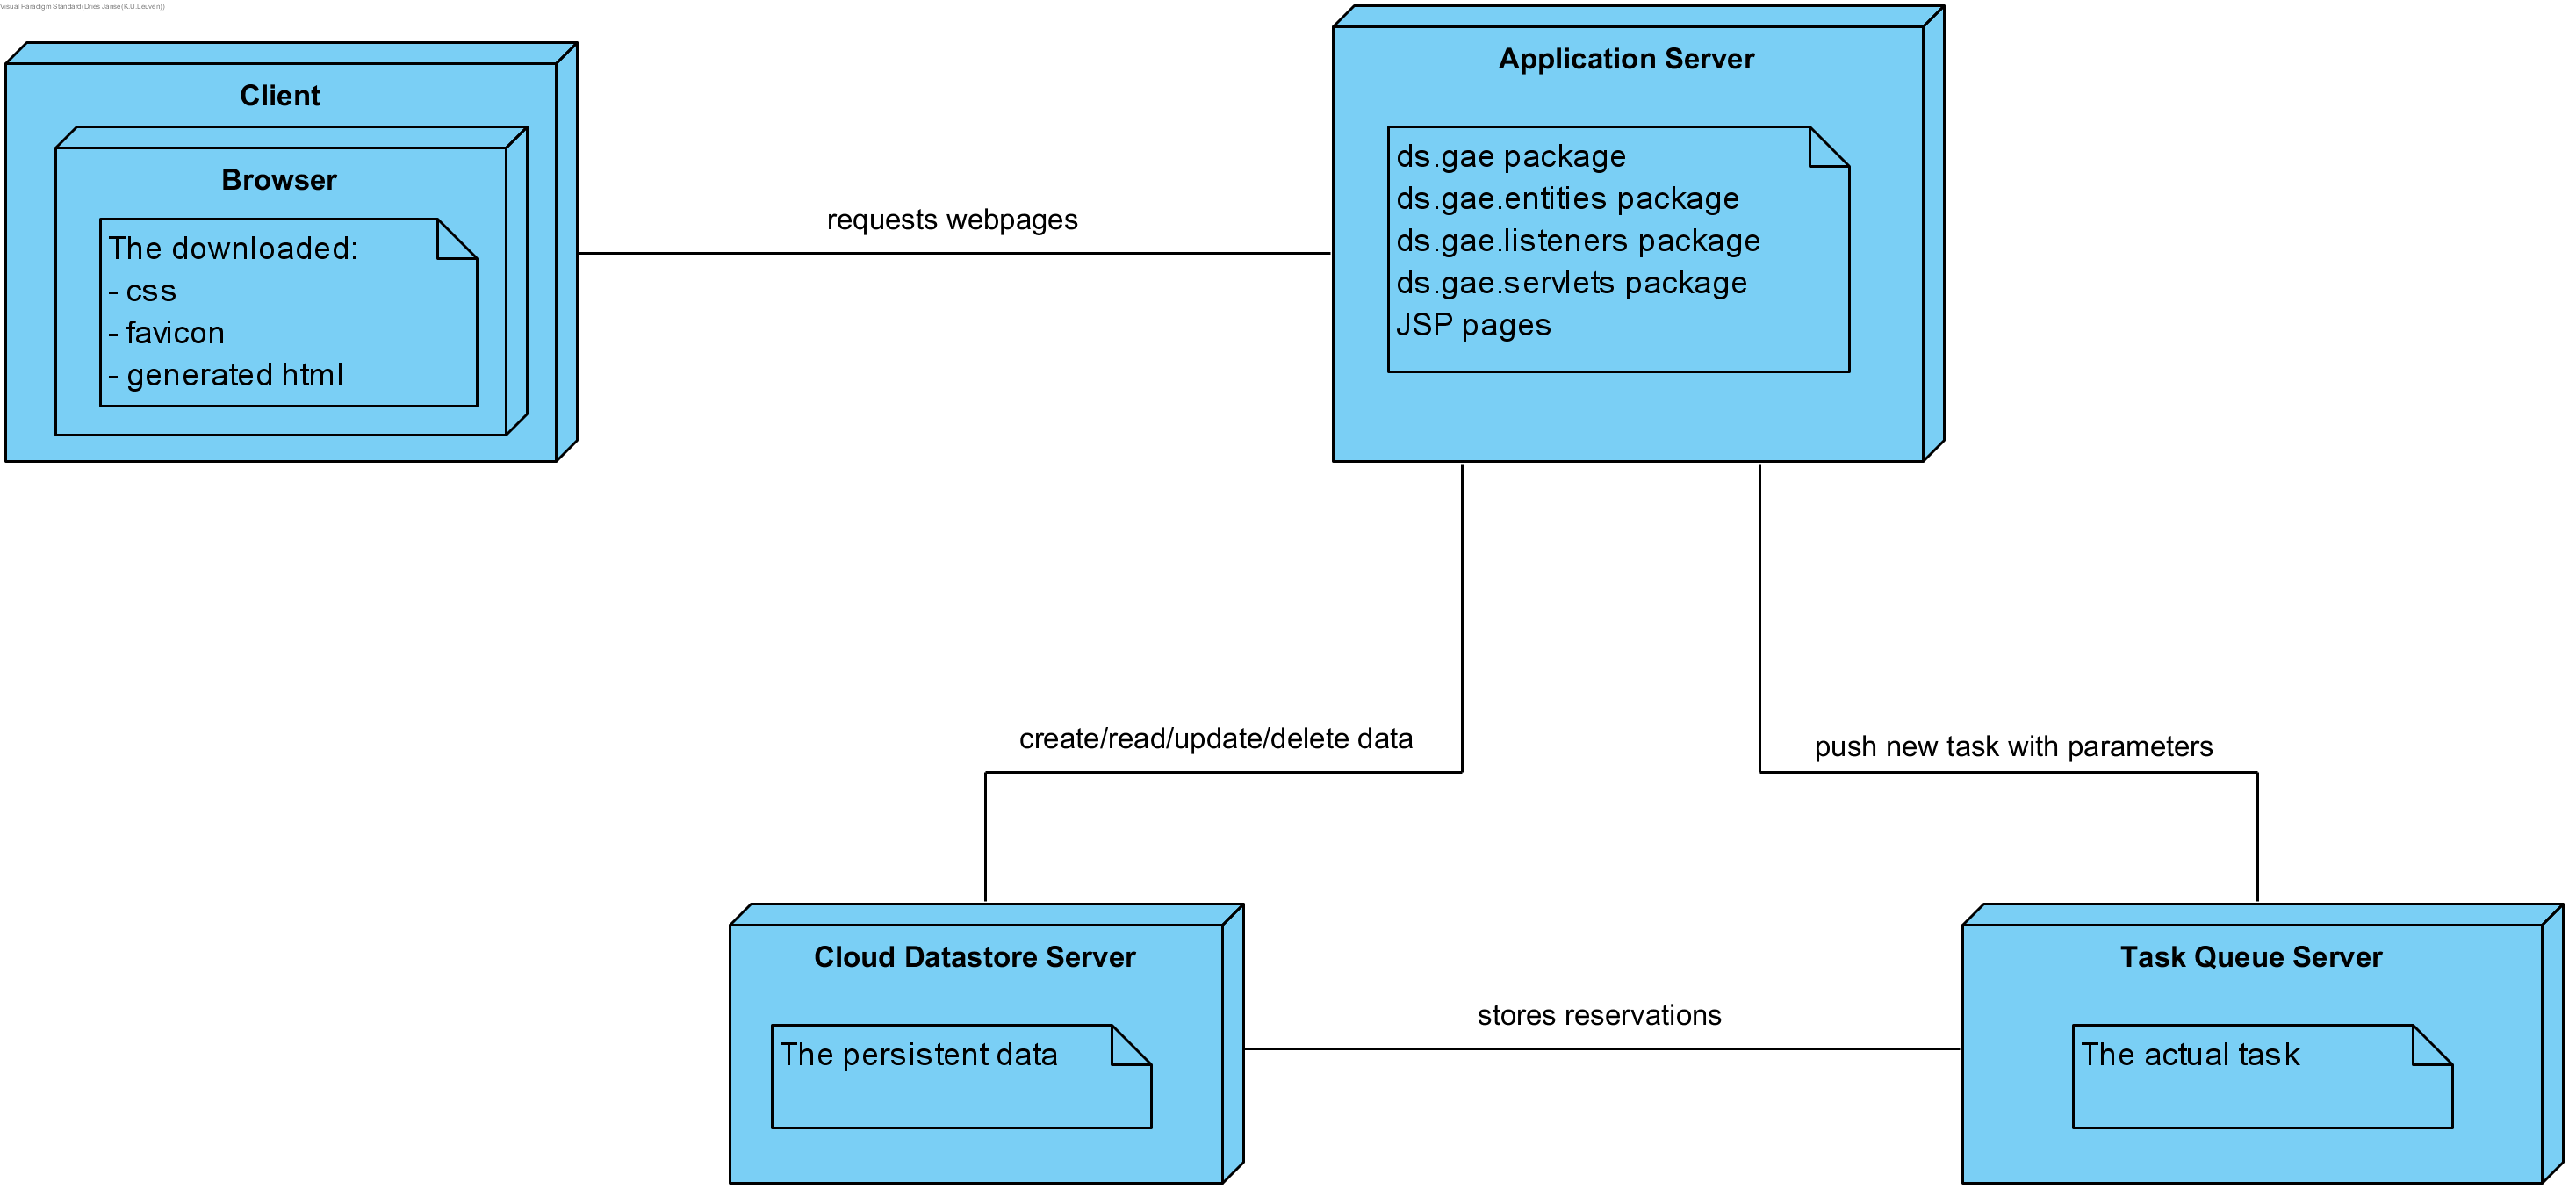 Visual Paradigm Standard(Dries Janse(K.U.Leuven))
Client
Browser
The downloaded:
- css
- favicon
- generated html
requests webpages
Application Server
ds.gae package
ds.gae.entities package
ds.gae.listeners package
ds.gae.servlets package
JSP pages
create/read/update/delete data
push new task with parameters
Cloud Datastore Server
The persistent data
stores reservations
Task Queue Server
The actual task